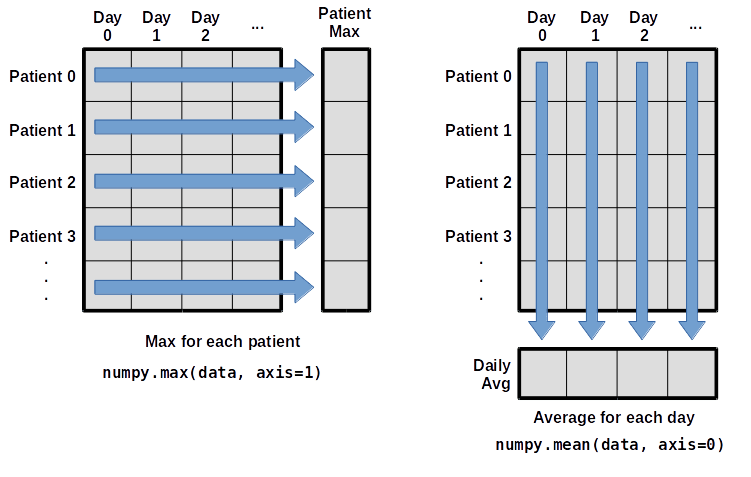 Day 0
Day 1
Day 2
...
Patient Max
Patient 0
Patient 1
Patient 2
Patient 3
.
.
.
Max for each patient
numpy.max(data, axis=1)
Day 0
Day 1
Day 2
...
Patient 0
Patient 1
Patient 2
Patient 3
.
.
.
Daily Avg
Average for each day
numpy.mean(data, axis=0)